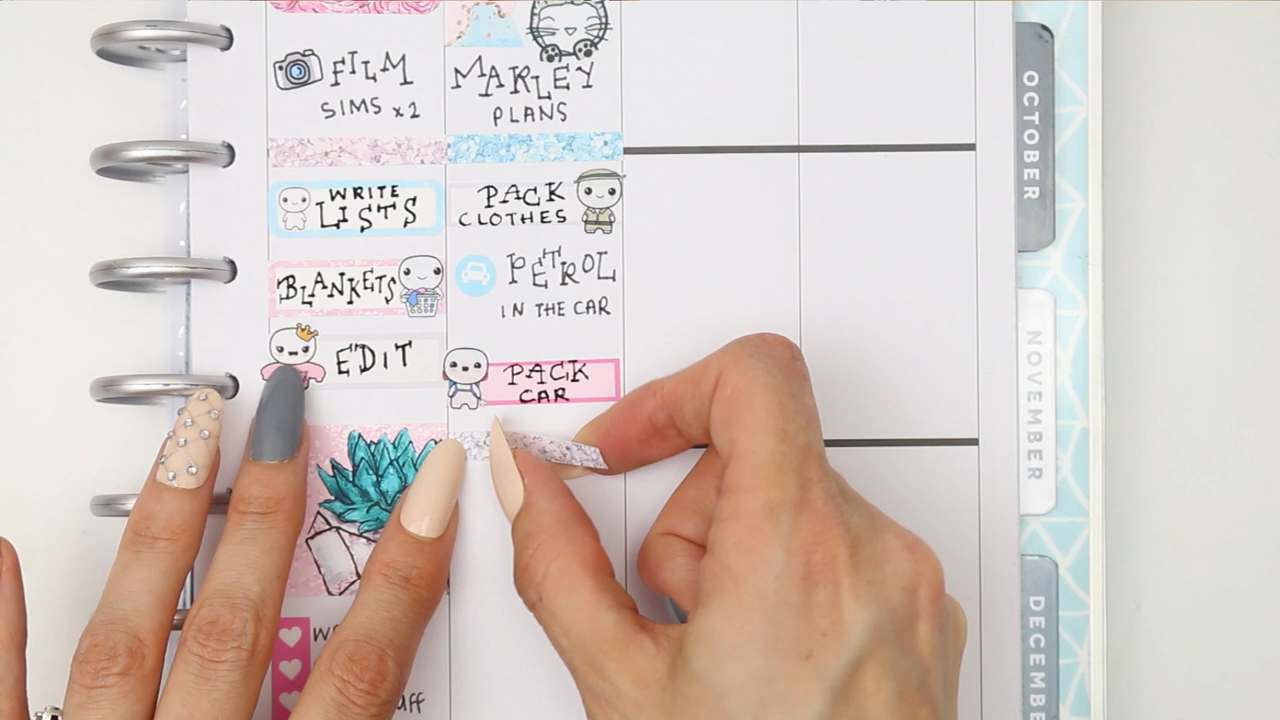 FILM
SIMS x2
MARLEY
PLANS
WRITE
LISTS
PACK
CLOTHES
BLANKETS
PETROL
IN THE CAR
EDIT
PACK
CAR
OCTOBER
NOVEMBER